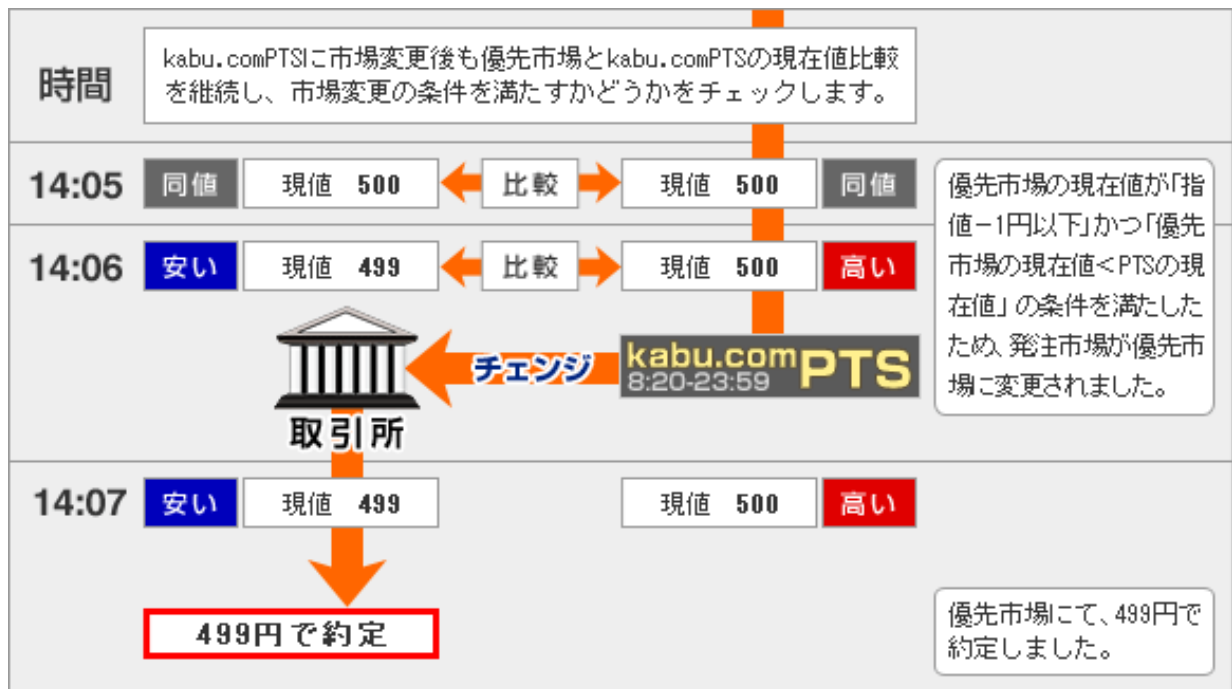 時間
kabu.comPTSに市場変更後も優先市場とkabu.comPTSの現在値比較
を継続し、市場変更の条件を満たすかどうかをチェックします。
14:05 同値 現値 500 比較 現値 500 同値
14:06 安い 現値 499 比較 現値 500 高い
優先市場の現在値が「指
値－1円以下」かつ「優先
市場の現在値＜PTSの現
在値」の条件を満たした
ため、発注市場が優先市
場に変更されました。
チェンジ
kabu.comPTS
8:20-23:59
取引所
14:07 安い 現値 499 現値 500 高い
499円で約定
優先市場にて、499円で
約定しました。